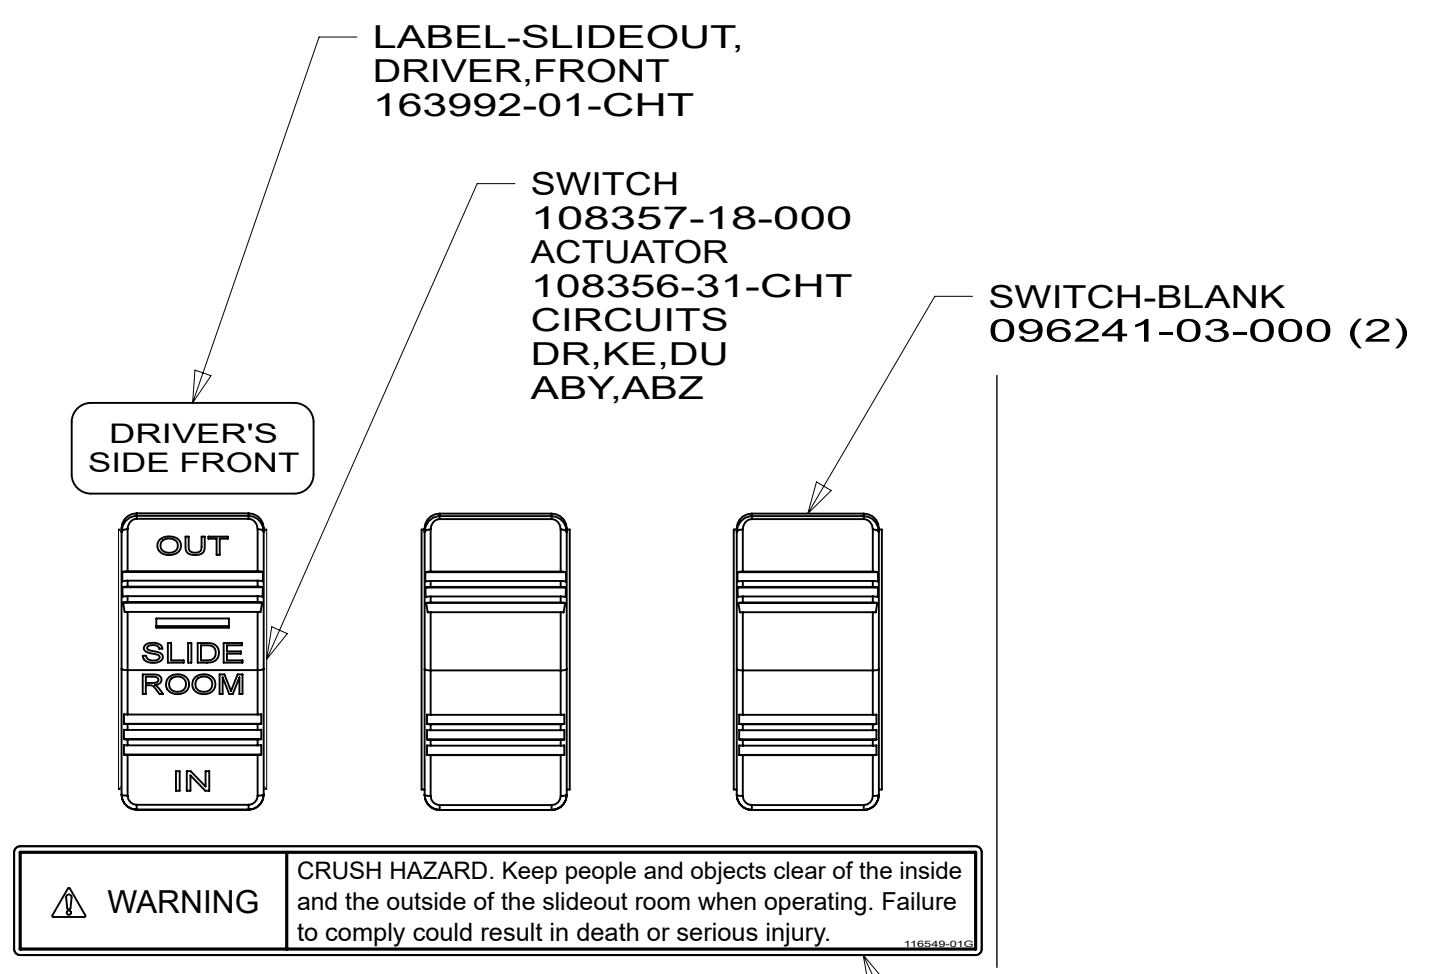 LABEL-SLIDEOUT,
DRIVER,FRONT
163992-01-CHT
SWITCH
108357-18-000
ACTUATOR
108356-31-CHT
CIRCUITS
DR,KE,DU
ABY,ABZ
SWITCH-BLANK
096241-03-000 (2)
DRIVER'S
SIDE FRONT
OUT
SLIDE
ROOM
IN
WARNING
CRUSH HAZARD. Keep people and objects clear of the inside
and the outside of the slideout room when operating. Failure
to comply could result in death or serious injury.
116549-01G